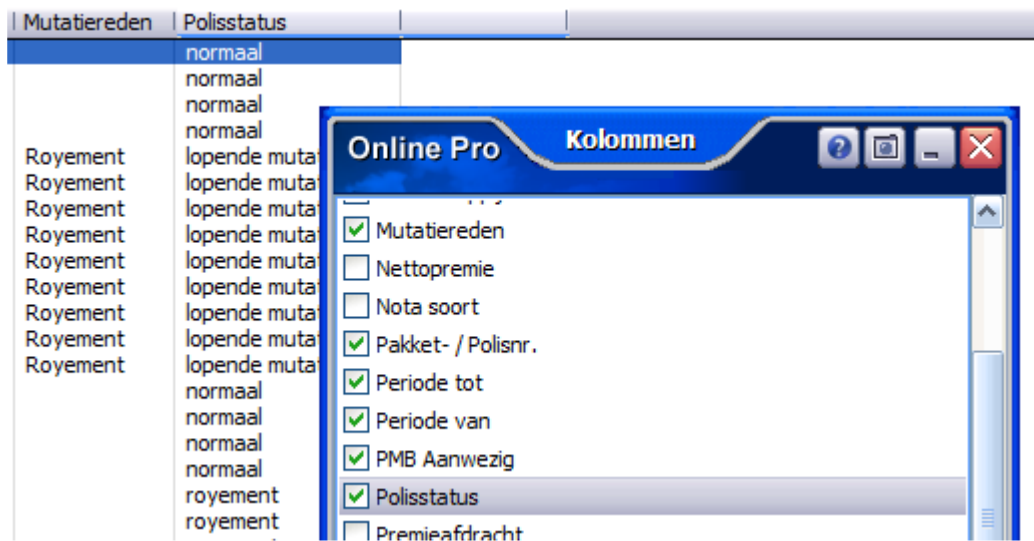 Mutatiereden Polisstatus
normaal
normaal
normaal
normaal
Royement lopende mutat
Royement lopende mutat
Royement lopende mutat
Royement lopende mutat
Royement lopende mutat
Royement lopende mutat
Royement lopende mutat
Royement lopende mutat
Royement lopende mutat
normaal
normaal
normaal
normaal
royement
royement
Online Pro Kolommen
Mutatiereden
Nettopremie
Nota soort
Pakket- / Polisnr.
Periode tot
Periode van
PMB Aanwezig
Polisstatus
Premieafdracht